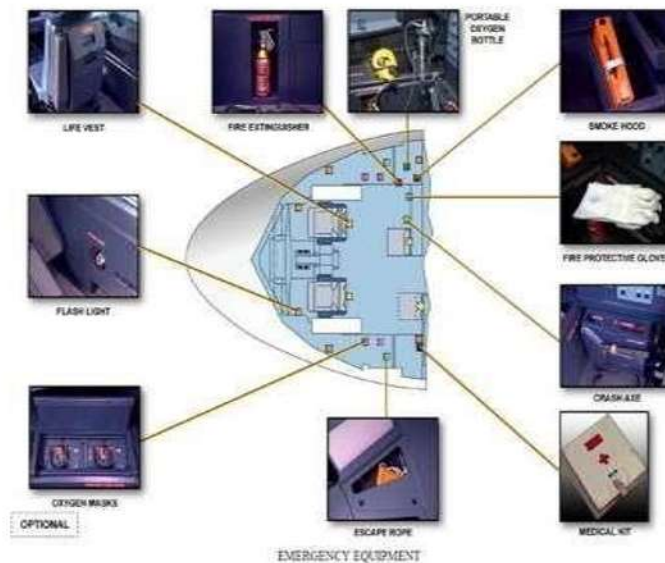 PORTABLE
OXYGEN
BOTTLE
LIFE VEST
FIRE EXTINGUISHER
SMOKE HOOD
FIRE PROTECTIVE GLOVE
FLASH LIGHT
CRASH AXE
OXYGEN MASKS
ESCAPE ROPE
MEDICAL KIT
OPTIONAL
EMERGENCY EQUIPMENT